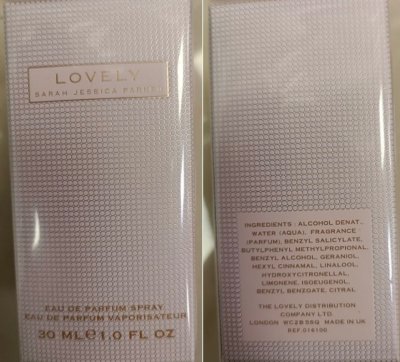 LOVELY
SARAH JESSICA PARKER
EAU DE PARFUM SPRAY
EAU DE PARFUM VAPORISATEUR
30 ML℮1.0 FL OZ
INGREDIENTS : ALCOHOL DENAT.,
WATER (AQUA), FRAGRANCE
(PARFUM), BENZYL SALICYLATE,
BUTYLPHENYL METHYLPROPIONAL,
BENZYL ALCOHOL, GERANIOL,
HEXYL CINNAMAL, LINALOOL,
HYDROXYCITRONELLAL,
LIMONENE, ISOEUGENOL,
BENZYL BENZOATE, CITRAL
THE LOVELY DISTRIBUTION
COMPANY LTD
LONDON WC2B 5SQ MADE IN UK
REF.016100